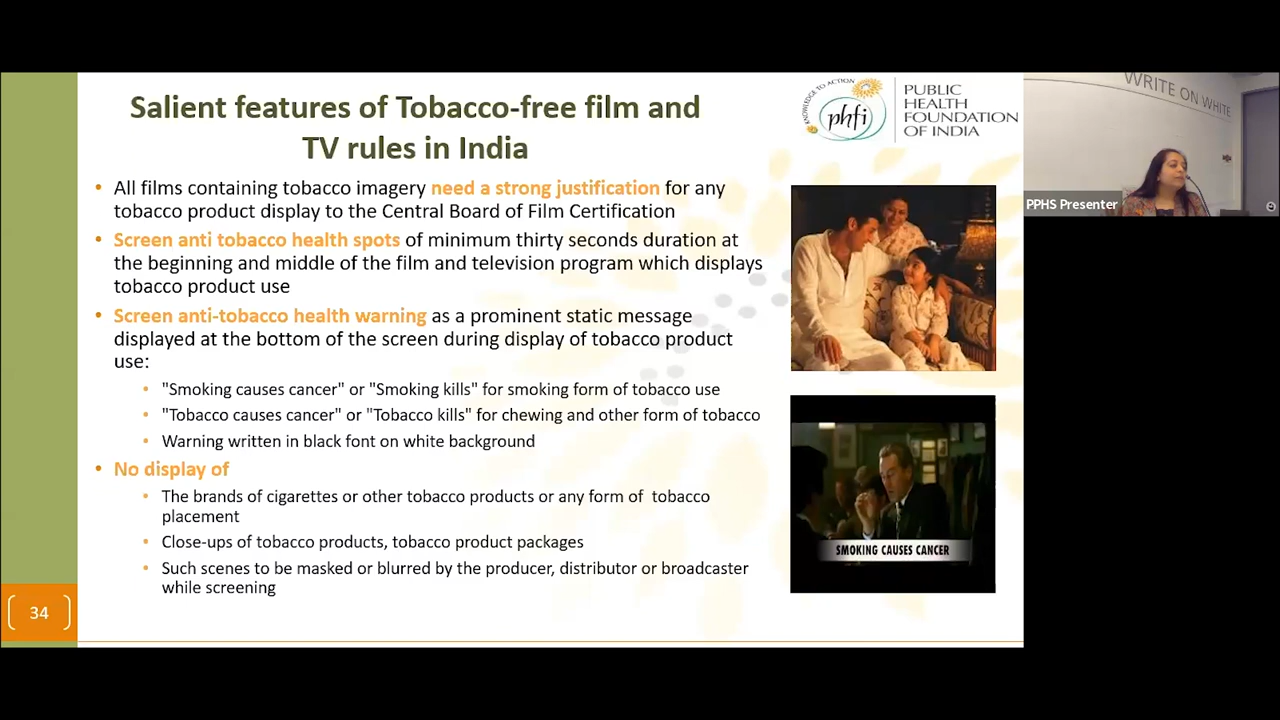 Salient features of Tobacco-free film and
TV rules in India
KNOWLEDGE TO ACTION
phfi
PUBLIC
HEALTH
FOUNDATION
OF INDIA
• All films containing tobacco imagery need a strong justification for any
tobacco product display to the Central Board of Film Certification
• Screen anti tobacco health spots of minimum thirty seconds duration at
the beginning and middle of the film and television program which displays
tobacco product use
• Screen anti-tobacco health warning as a prominent static message
displayed at the bottom of the screen during display of tobacco product
use:
• "Smoking causes cancer" or "Smoking kills" for smoking form of tobacco use
• "Tobacco causes cancer" or "Tobacco kills" for chewing and other form of tobacco
• Warning written in black font on white background
• No display of
• The brands of cigarettes or other tobacco products or any form of tobacco
placement
• Close-ups of tobacco products, tobacco product packages
• Such scenes to be masked or blurred by the producer, distributor or broadcaster
while screening
SMOKING CAUSES CANCER
34
WRITE ON WHITE
PPHS Presenter